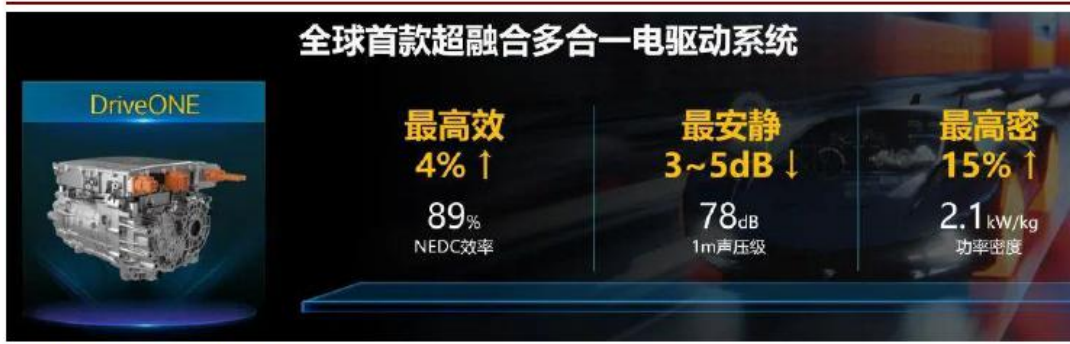 全球首款超融合多合一电驱动系统
DriveONE
最高效
4%↑
89%
NEDC效率
最安静
3~5dB↓
78dB
1m声压级
最高密
15%↑
2.1kW/kg
功率密度